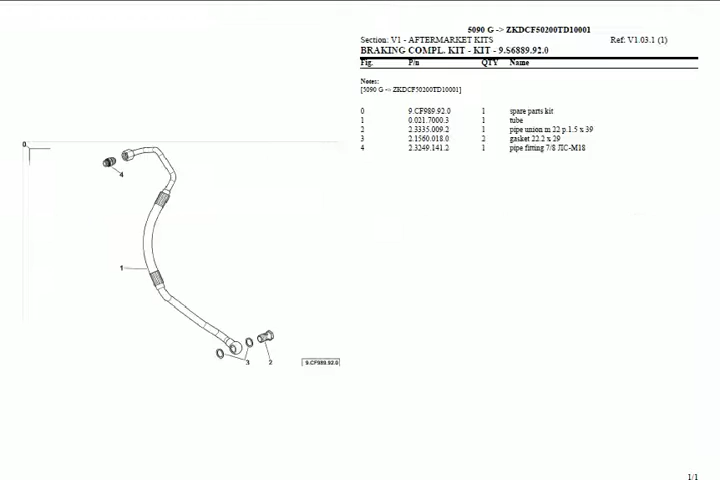 5090 G -> ZKDCF50200TD10001
Section: V1 - AFTERMARKET KITS Ref: V1.03.1 (1)
BRAKING COMPL. KIT - KIT - 9.S6889.92.0
Fig. P/n QTY Name
Notes:
[5090 G -> ZKDCF50200TD10001]
0 9.CF989.92.0 1 spare parts kit
1 0.021.7000.3 1 tube
2 2.3335.009.2 1 pipe union m 22 p.1.5 x 39
3 2.1560.018.0 2 gasket 22.2 x 29
4 2.3249.141.2 1 pipe fitting 7/8 JIC-M18
0
4
1
3 2
9.CF989.92.0
1/1